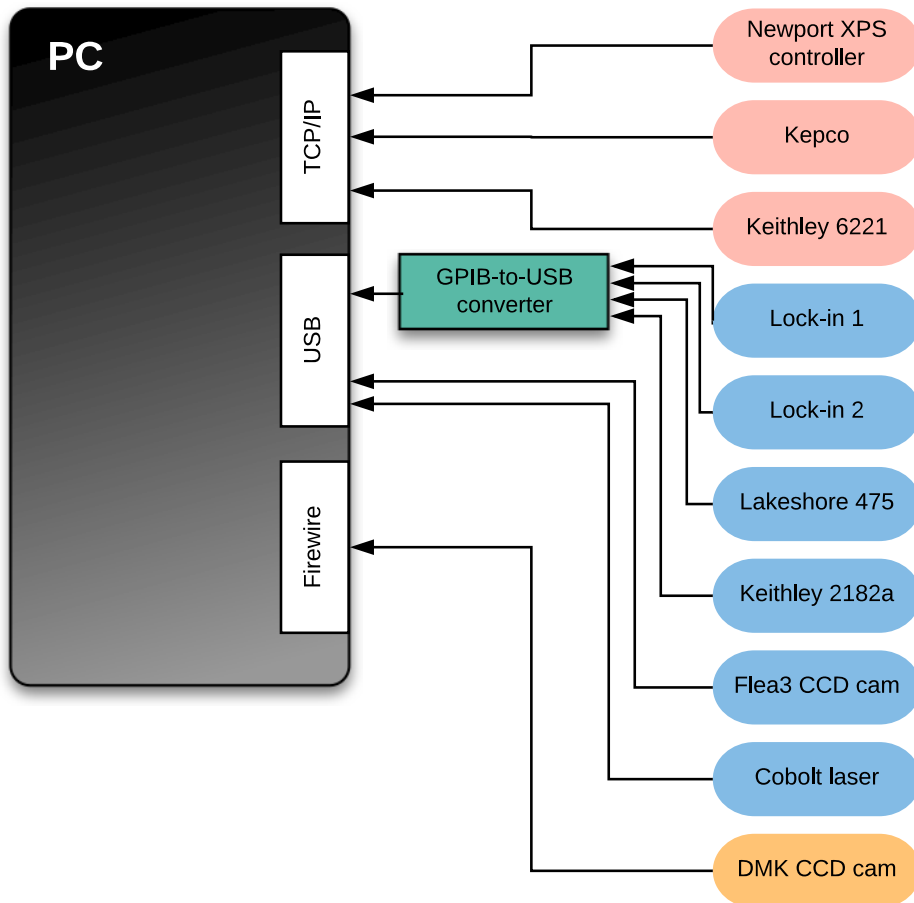 PC
TCP/IP
USB
Firewire
GPIB-to-USB
converter
Newport XPS
controller
Kepco
Keithley 6221
Lock-in 1
Lock-in 2
Lakeshore 475
Keithley 2182a
Flea3 CCD cam
Cobolt laser
DMK CCD cam